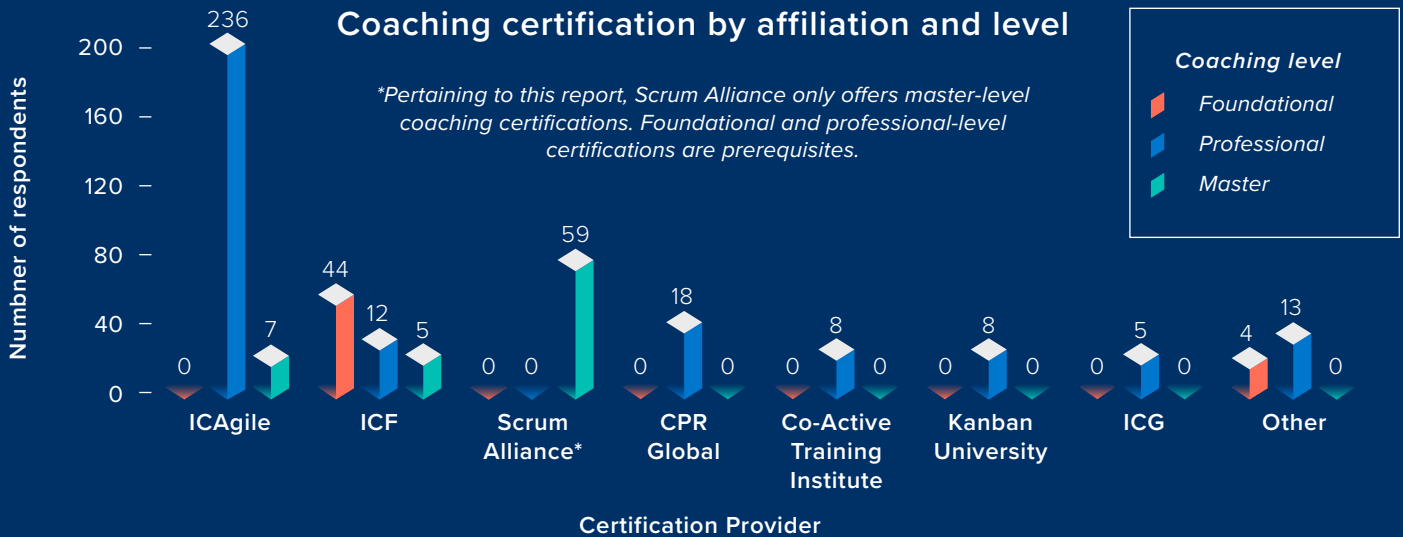 Coaching certification by affiliation and level
*Pertaining to this report, Scrum Alliance only offers master-level
coaching certifications. Foundational and professional-level
certifications are prerequisites.
Coaching level
Foundational
Professional
Master
Numbner of respondents
200
160
120
80
40
0
236
0
7
44
12
5
0
0
59
0
18
0
0
8
0
0
8
0
0
5
0
4
13
0
ICAgile
ICF
Scrum
Alliance*
CPR
Global
Co-Active
Training
Institute
Kanban
University
ICG
Other
Certification Provider